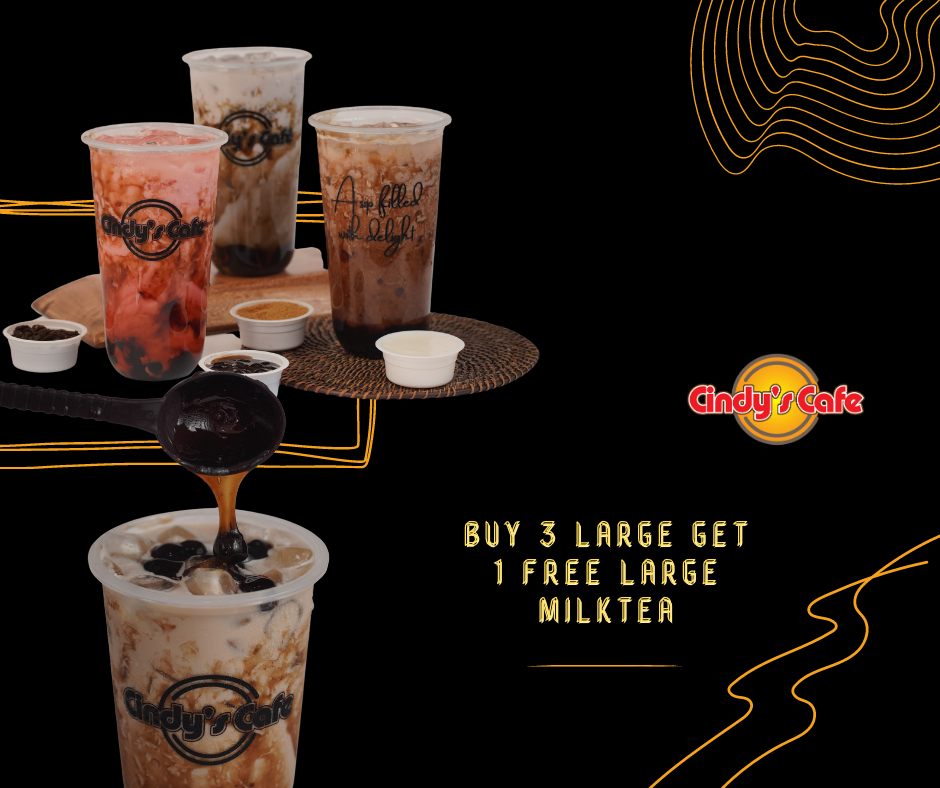 Cindy's Cafe
Cindy's Cafe
A sip filled
with delight
Cindy's Cafe
BUY 3 LARGE GET
1 FREE LARGE
MILKTEA
Cindy's Cafe